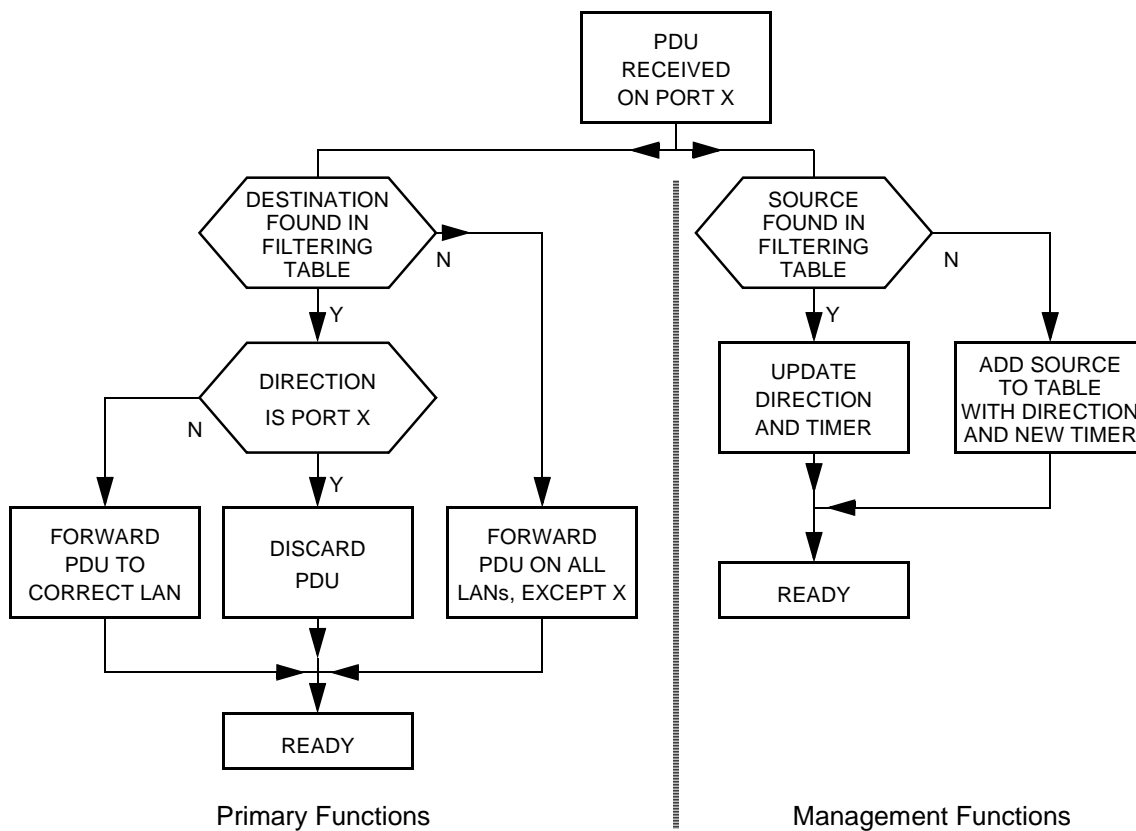 PDU
RECEIVED
ON PORT X
DESTINATION
FOUND IN
FILTERING
TABLE
N
Y
DIRECTION
IS PORT X
N
Y
FORWARD
PDU TO
CORRECT LAN
DISCARD
PDU
FORWARD
PDU ON ALL
LANs, EXCEPT X
READY
Primary Functions
SOURCE
FOUND IN
FILTERING
TABLE
N
Y
UPDATE
DIRECTION
AND TIMER
ADD SOURCE
TO TABLE
WITH DIRECTION
AND NEW TIMER
READY
Management Functions